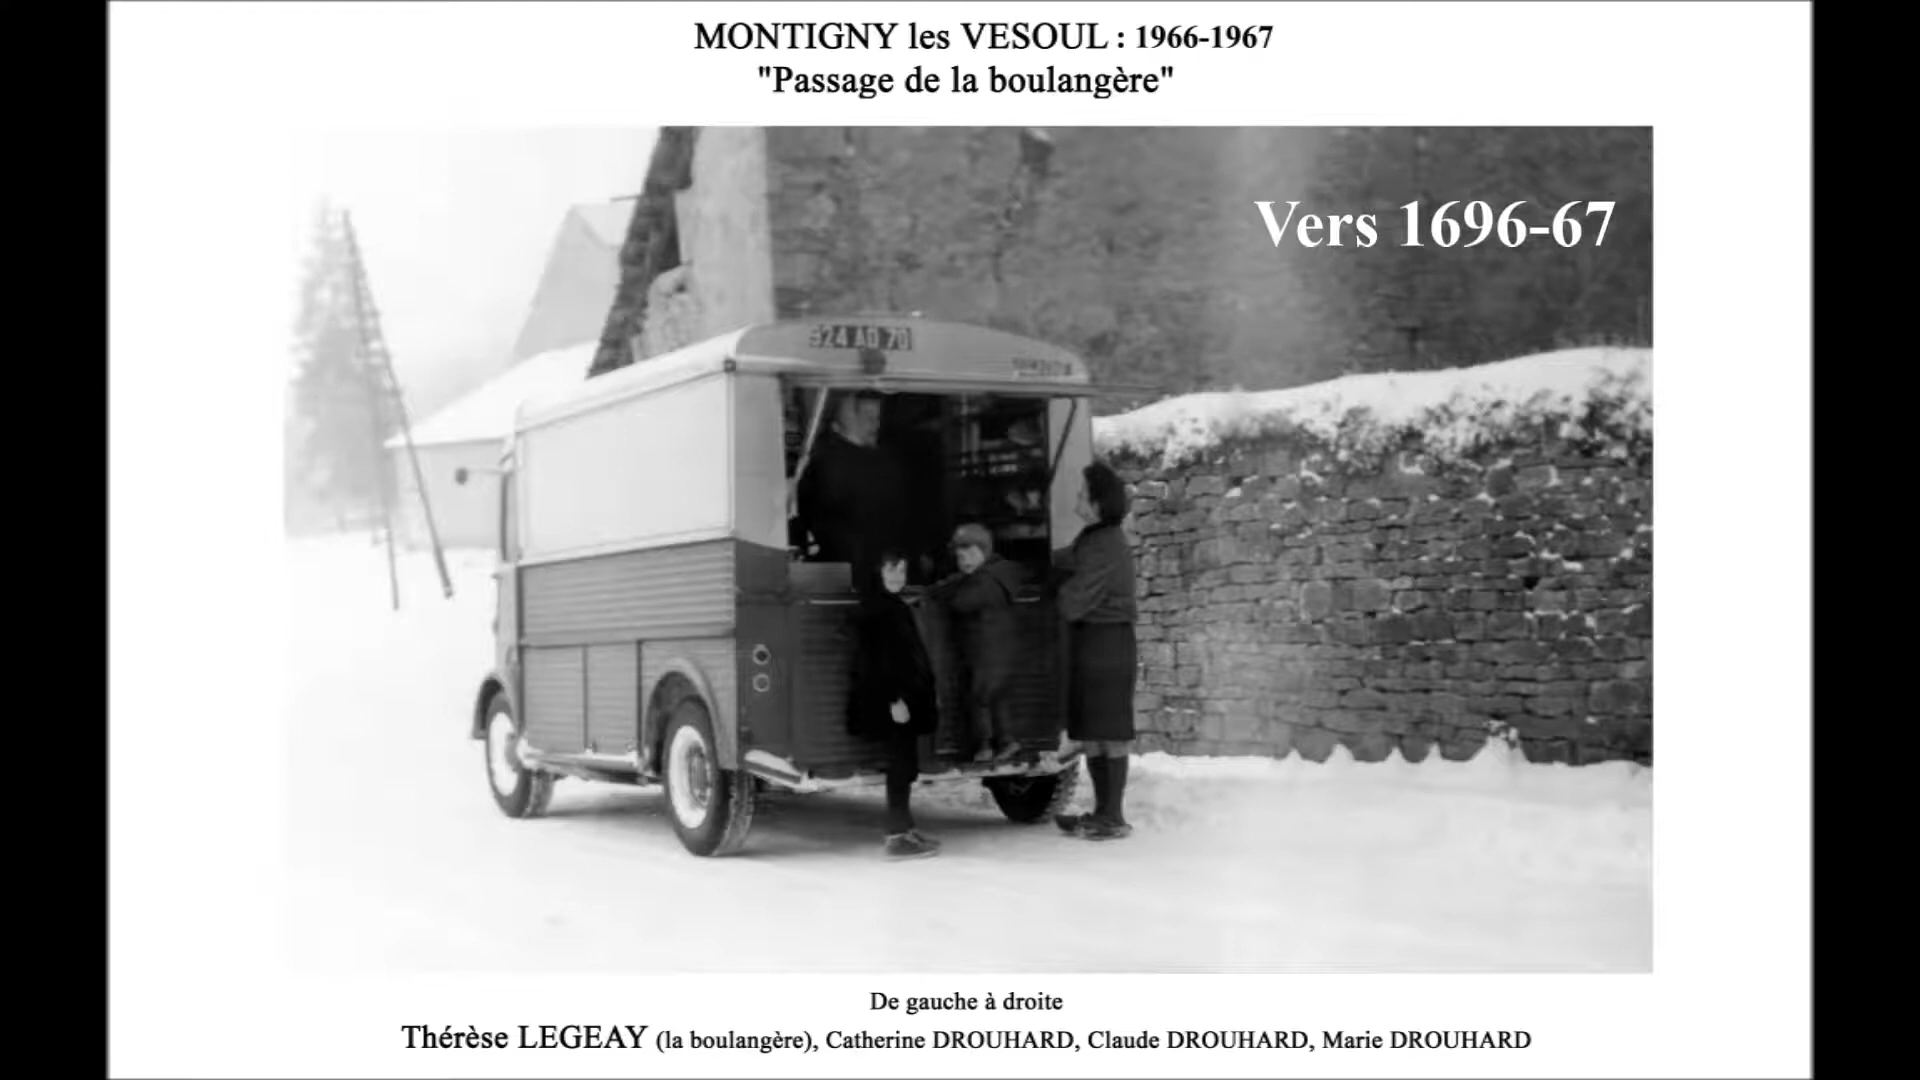 MONTIGNY les VESOUL : 1966-1967
"Passage de la boulangère"
Vers 1696-67
924 AD 70
De gauche à droite
Thérèse LEGEAY (la boulangère), Catherine DROUHARD, Claude DROUHARD, Marie DROUHARD